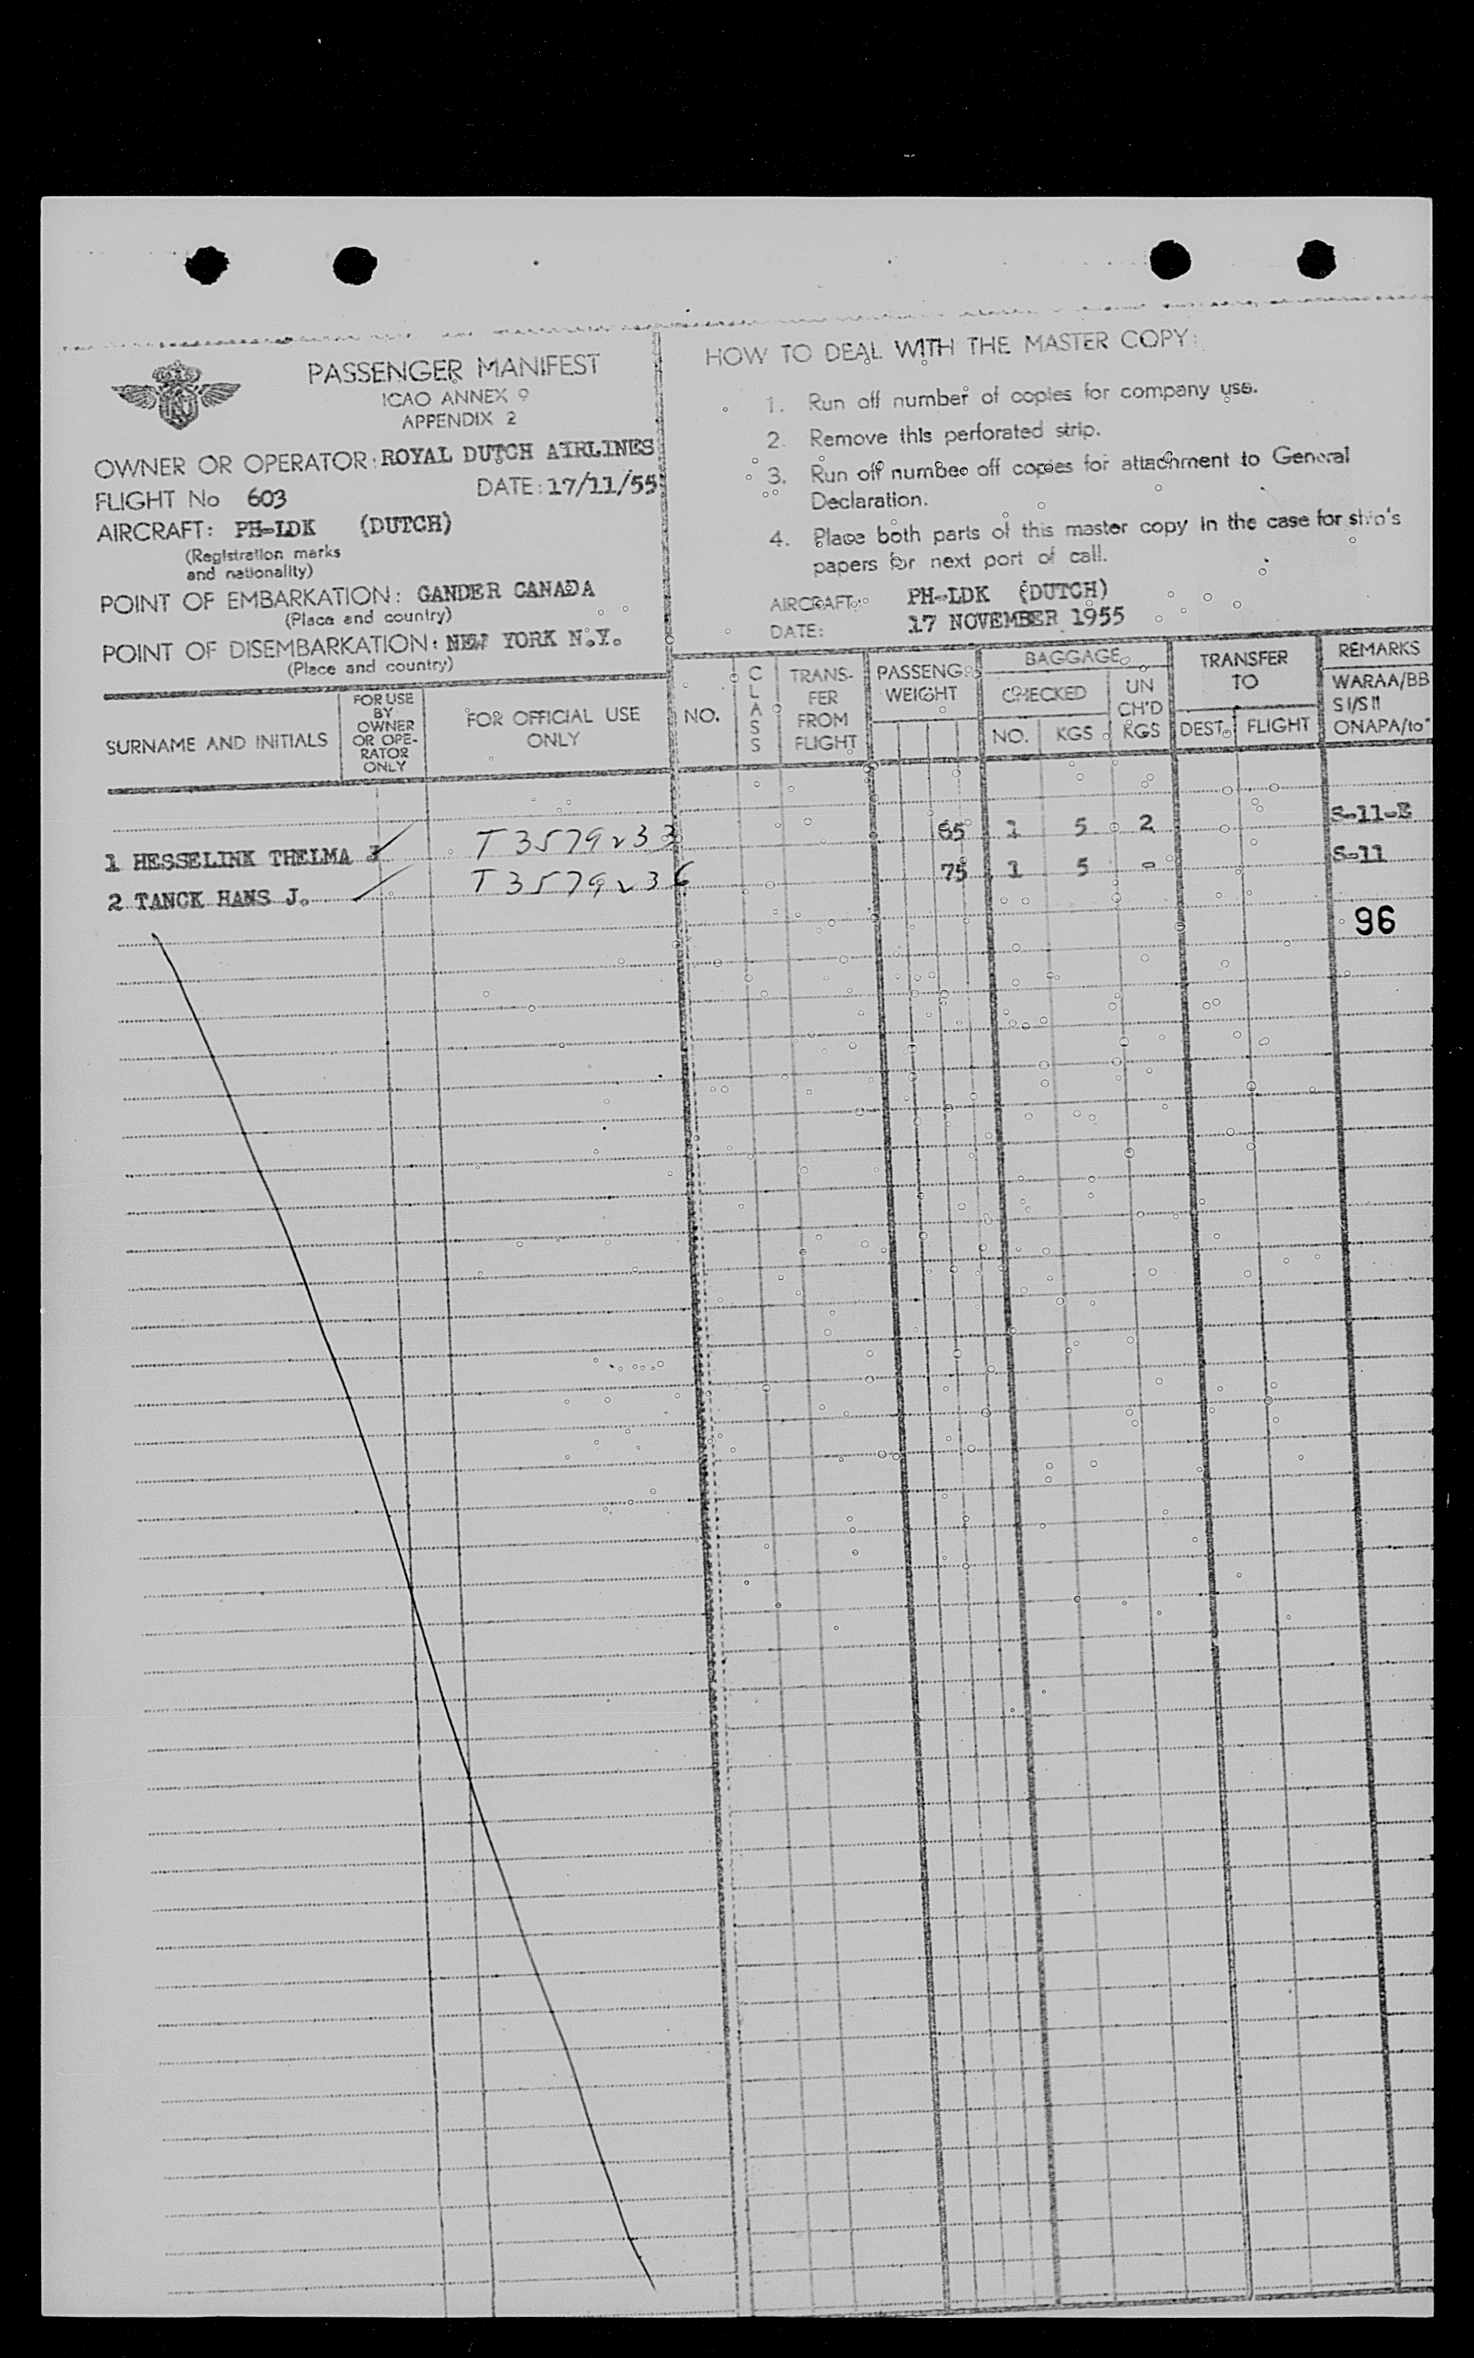 PASSENGER MANIFEST
ICAO ANNEX 9
APPENDIX 2
OWNER OR OPERATOR: ROYAL DUTCH AIRLINES
FLIGHT No 603 DATE: 17/11/55
AIRCRAFT: PH-LDK (DUTCH)
(Registration marks
and nationality)
POINT OF EMBARKATION: GANDER CANADA
(Place and country)
POINT OF DISEMBARKATION: NEW YORK N.Y.
(Place and country)
HOW TO DEAL WITH THE MASTER COPY:
1. Run off number of copies for company use.
2. Remove this perforated strip.
3. Run off number off copies for attachment to General
Declaration.
4. Place both parts of this master copy in the case for ship's
papers for next port of call.
AIRCRAFT: PH-LDK (DUTCH)
DATE: 17 NOVEMBER 1955
SURNAME AND INITIALS
FOR USE
BY
OWNER
OR OPE-
RATOR
ONLY
FOR OFFICIAL USE
ONLY
NO.
CLASS
TRANS-
FER
FROM
FLIGHT
PASSENG.
WEIGHT
BAGGAGE
CHECKED
NO. KGS
UN
CH'D
KGS
TRANSFER
TO
DEST. FLIGHT
REMARKS
WARAA/BB
SI/SII
ONAPA/to"
1 HESSELINK THELMA J T3579233 65 1 5 2 S-11-E
2 TANCK HANS J. T3579236 75 1 5 - S-11
96